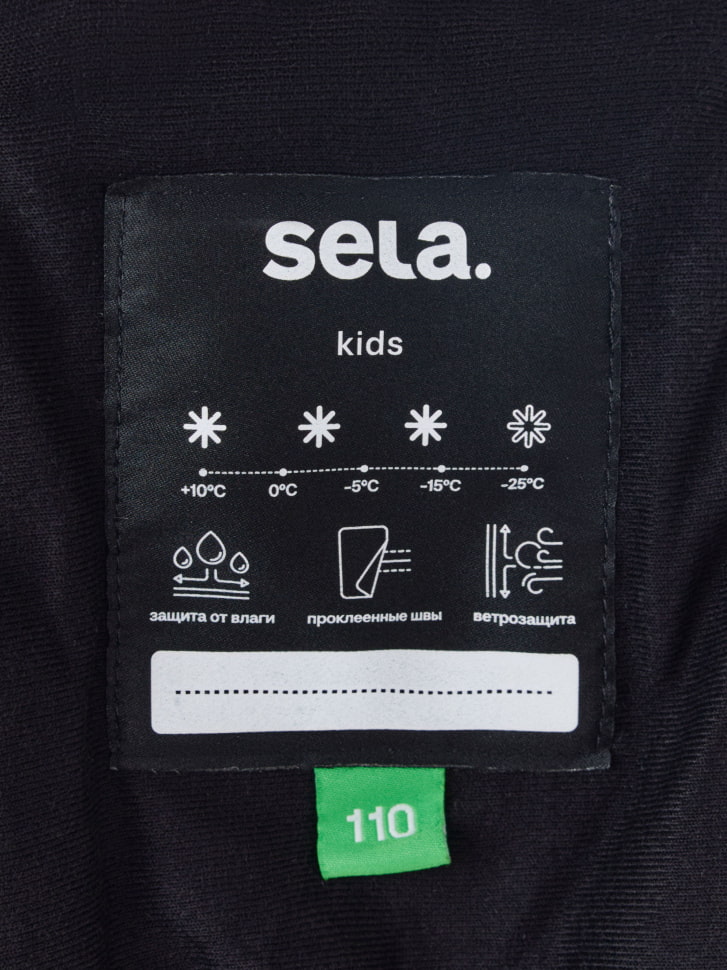 sela.
kids
+10°C 0°C -5°C -15°C -25°C
защита от влаги проклеенные швы ветрозащита
110